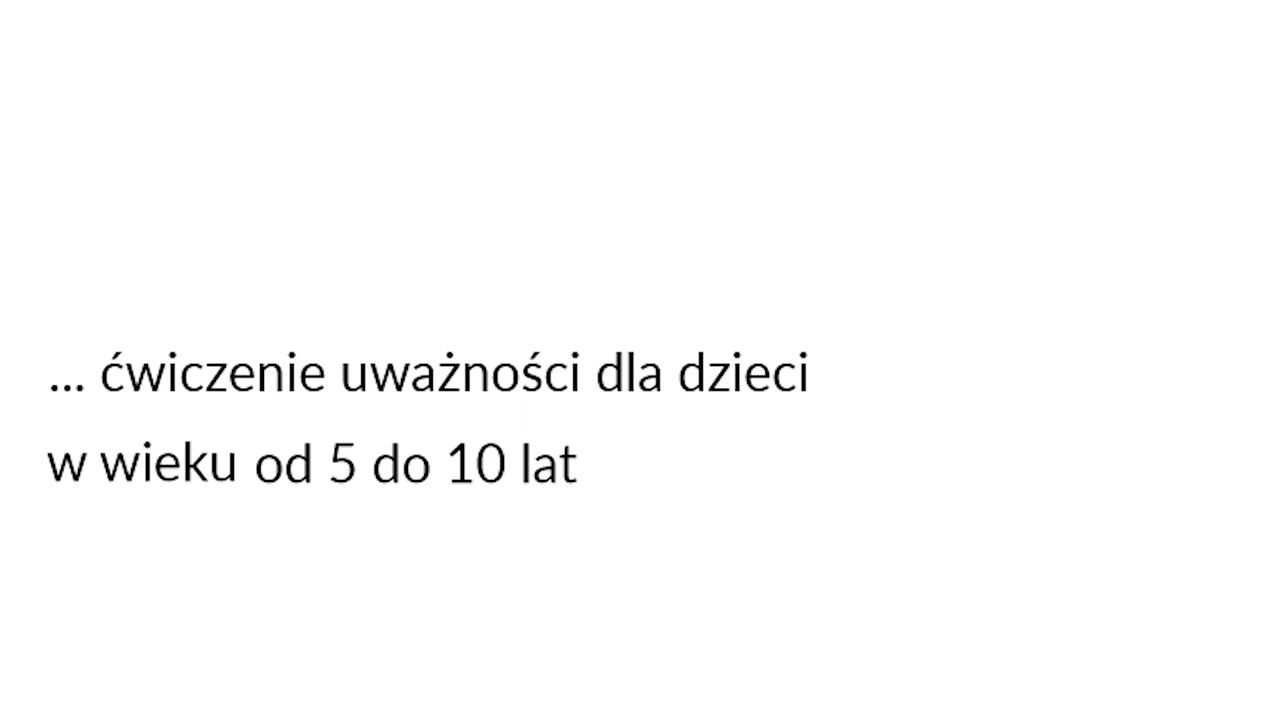 ... ćwiczenie uważności dla dzieci
w wieku od 5 do 10 lat